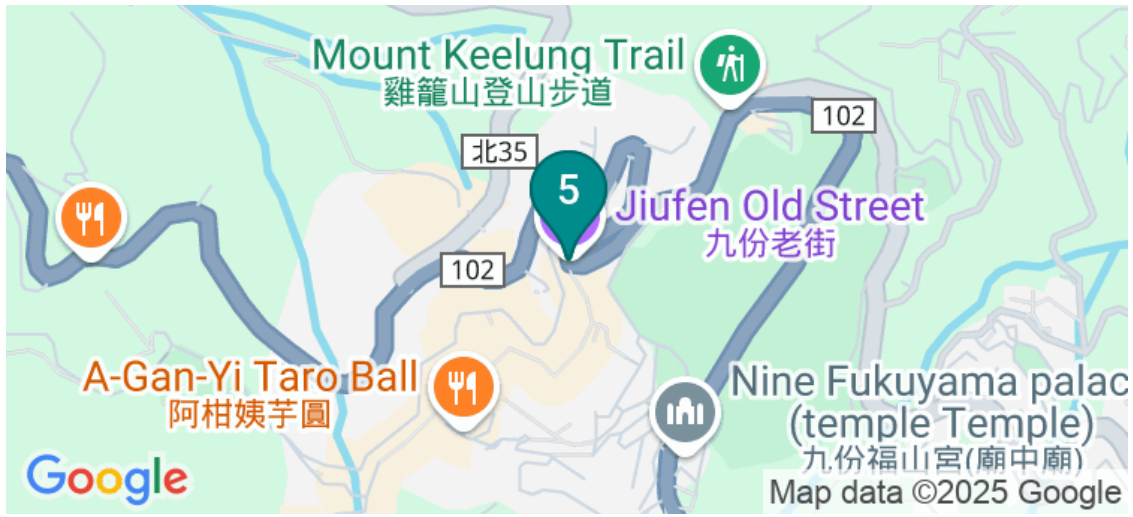 Mount Keelung Trail
雞籠山登山步道
102
北35
5
Jiufen Old Street
九份老街
102
A-Gan-Yi Taro Ball
阿柑姨芋圓
Nine Fukuyama palac
(temple Temple)
九份福山宮(廟中廟)
Google
Map data ©2025 Google